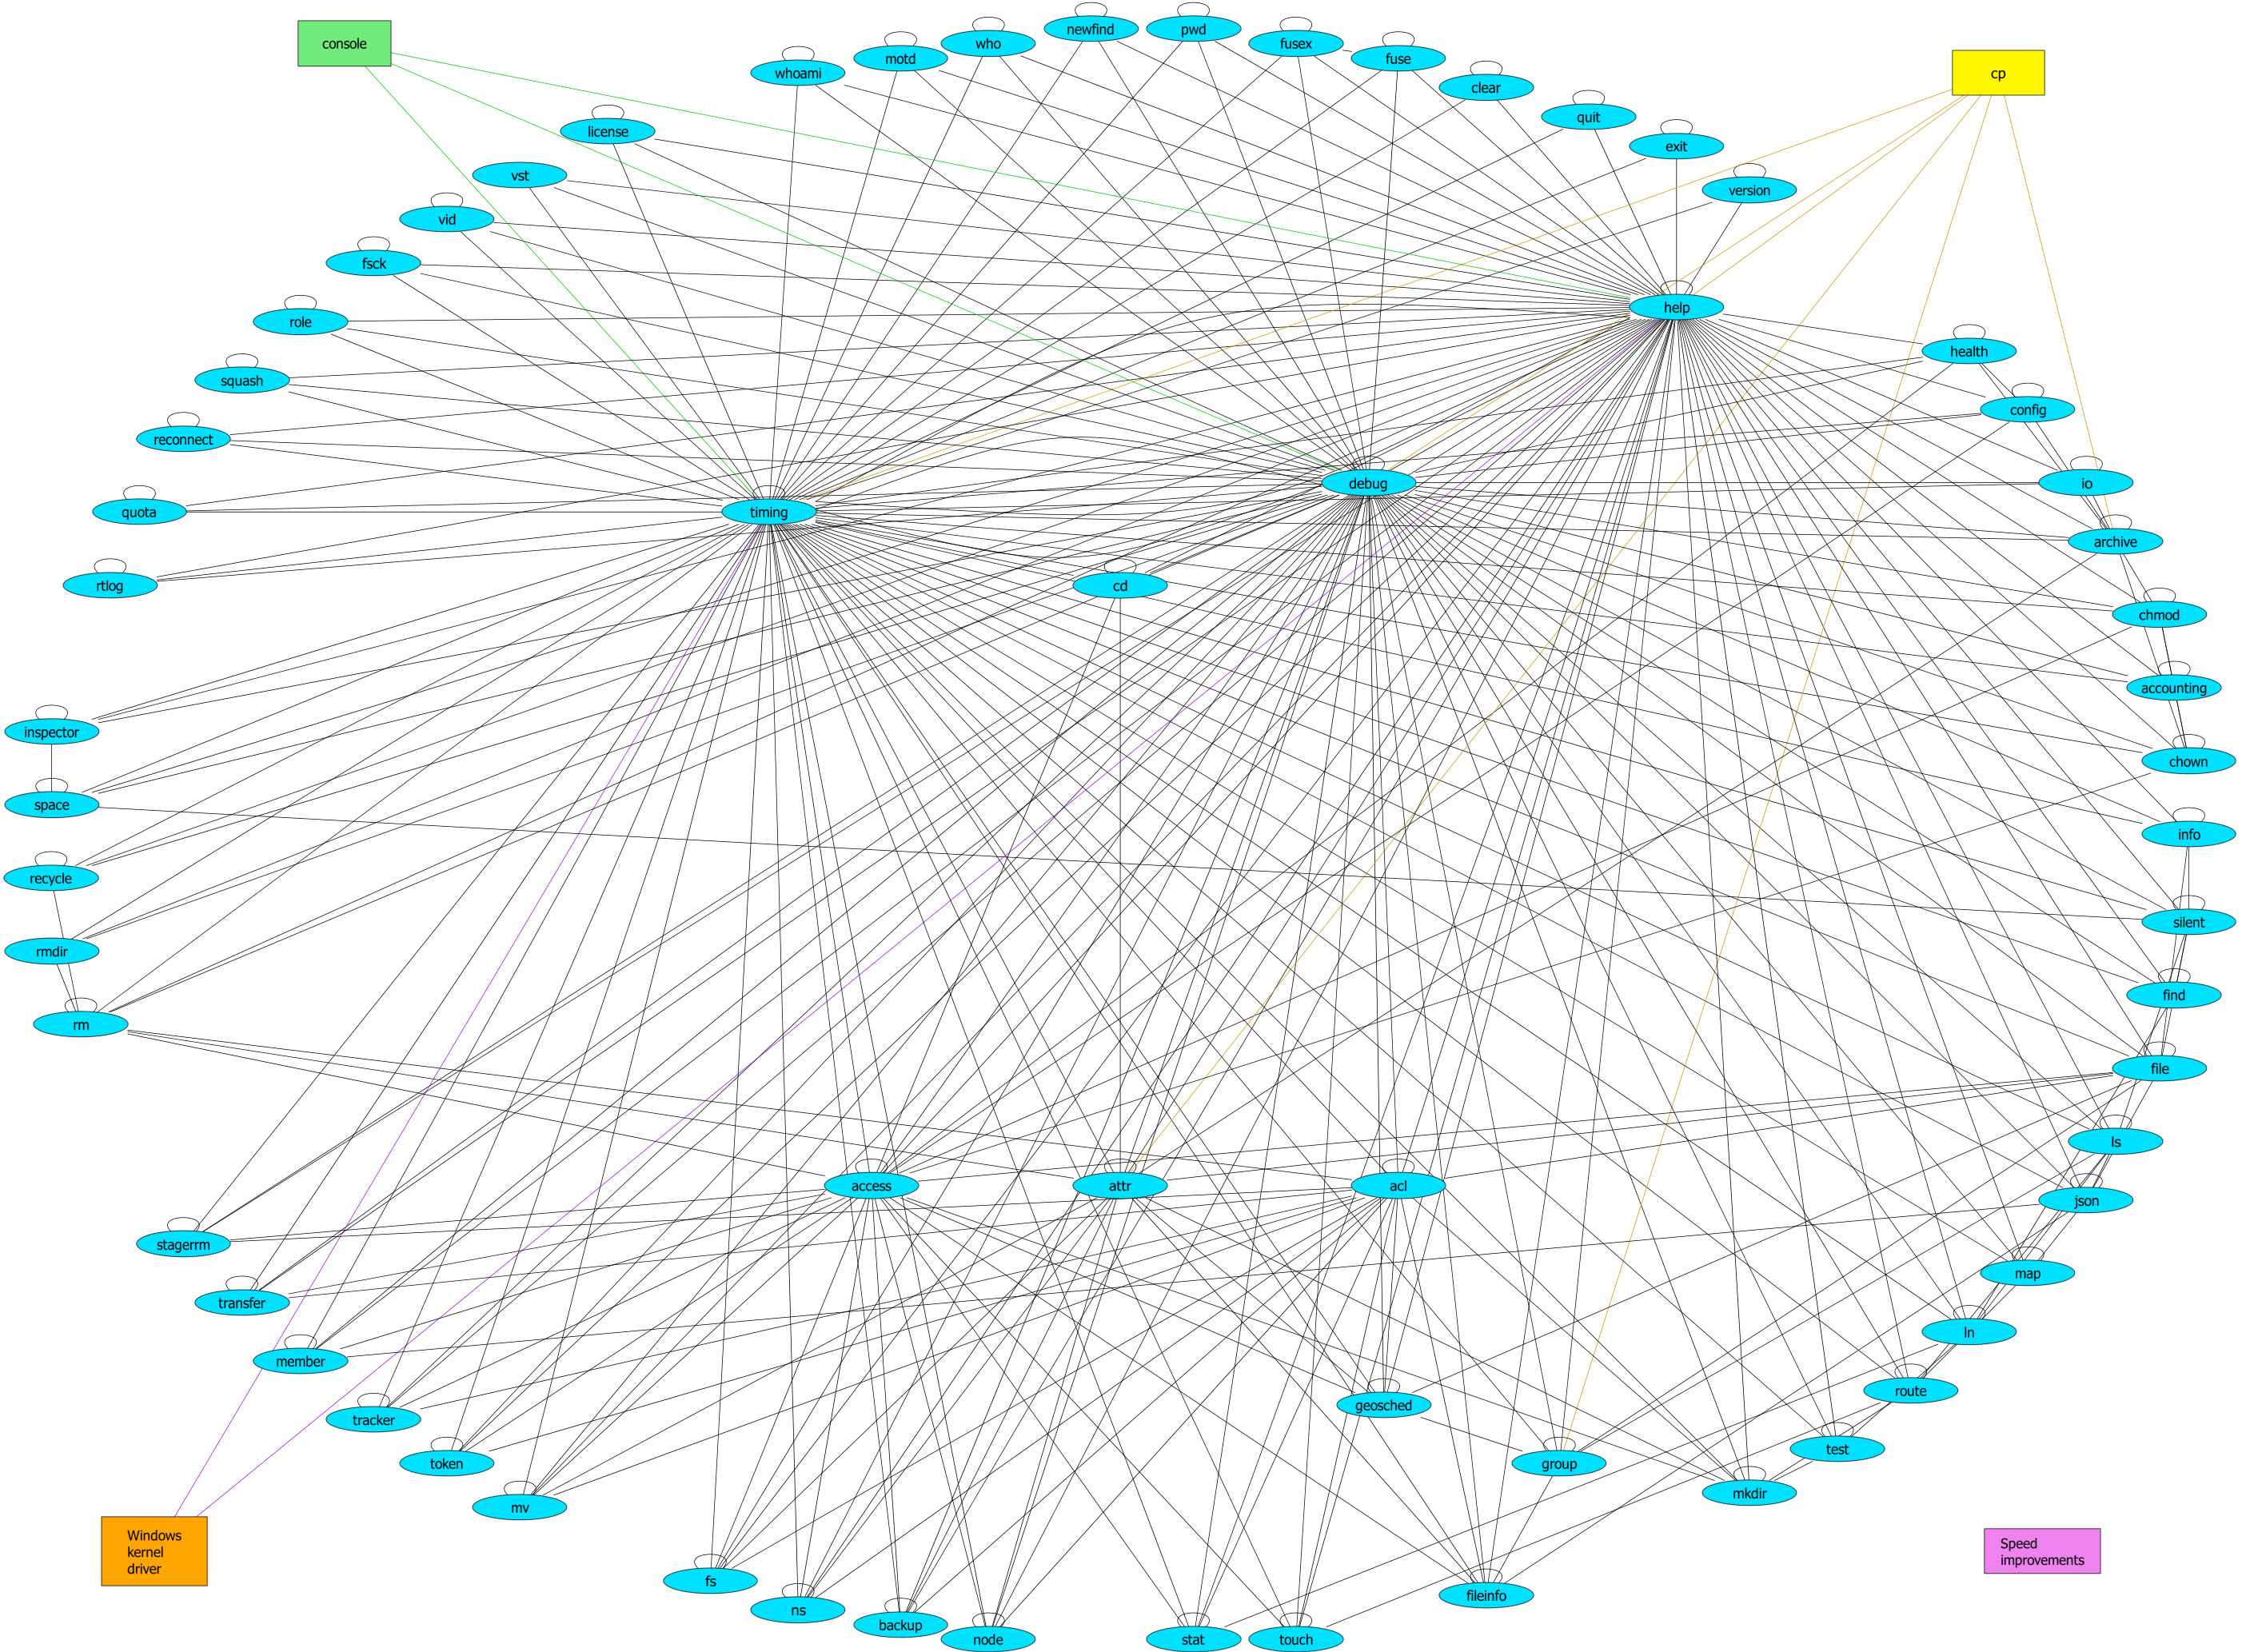 newfind
pwd
who
fusex
console
motd
fuse
whoami
cp
clear
quit
license
exit
vst
version
vid
fsck
help
role
health
squash
config
reconnect
debug
io
quota
timing
archive
rtlog
cd
chmod
accounting
inspector
chown
space
info
recycle
silent
rmdir
find
rm
file
ls
access
attr
acl
json
stagerrm
map
transfer
ln
member
route
geosched
tracker
test
token
group
mkdir
mv
Windows
kernel
driver
Speed
improvements
fs
fileinfo
ns
backup
node
stat
touch